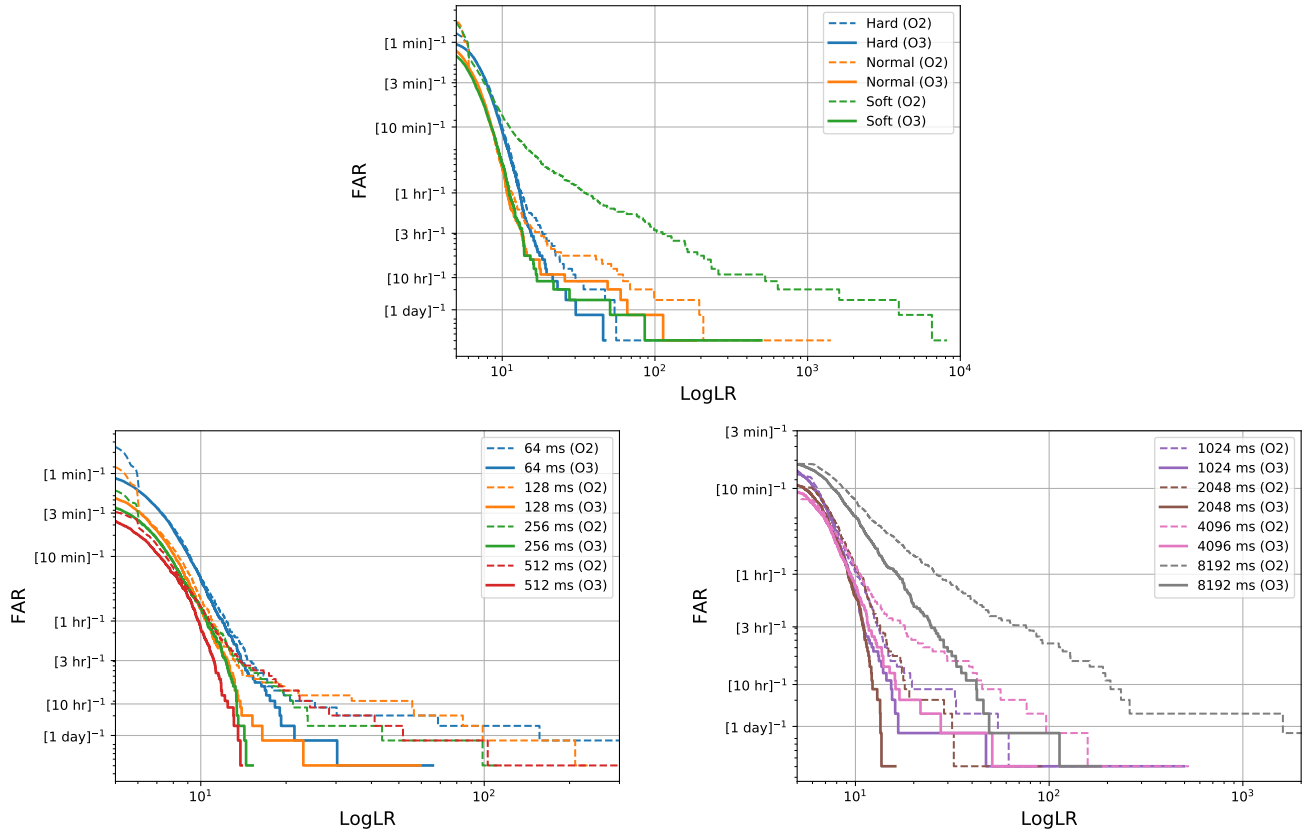 [1 min]⁻¹
[3 min]⁻¹
[10 min]⁻¹
[1 hr]⁻¹
[3 hr]⁻¹
[10 hr]⁻¹
[1 day]⁻¹
FAR
10¹ 10² 10³ 10⁴
LogLR
Hard (O2)
Hard (O3)
Normal (O2)
Normal (O3)
Soft (O2)
Soft (O3)
[1 min]⁻¹
[3 min]⁻¹
[10 min]⁻¹
[1 hr]⁻¹
[3 hr]⁻¹
[10 hr]⁻¹
[1 day]⁻¹
FAR
10¹ 10²
LogLR
64 ms (O2)
64 ms (O3)
128 ms (O2)
128 ms (O3)
256 ms (O2)
256 ms (O3)
512 ms (O2)
512 ms (O3)
[3 min]⁻¹
[10 min]⁻¹
[1 hr]⁻¹
[3 hr]⁻¹
[10 hr]⁻¹
[1 day]⁻¹
FAR
10¹ 10² 10³
LogLR
1024 ms (O2)
1024 ms (O3)
2048 ms (O2)
2048 ms (O3)
4096 ms (O2)
4096 ms (O3)
8192 ms (O2)
8192 ms (O3)